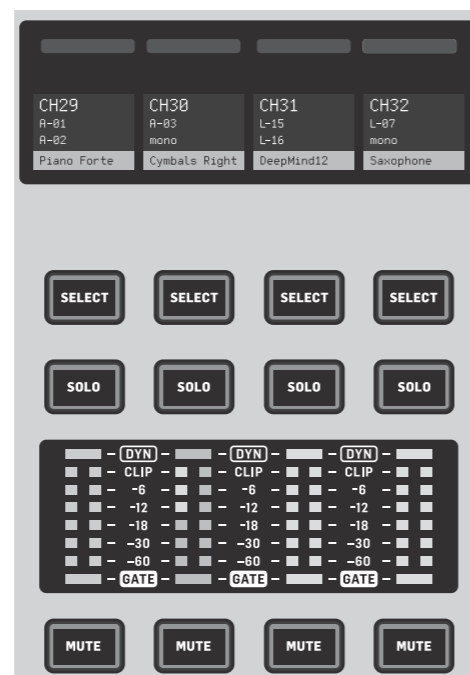 CH29 CH30 CH31 CH32
A-01 A-03 L-15 L-07
A-02 mono L-16 mono
Piano Forte Cymbals Right DeepMind12 Saxophone
SELECT SELECT SELECT SELECT
SOLO SOLO SOLO SOLO
DYN DYN DYN
CLIP CLIP CLIP
-6 -6 -6
-12 -12 -12
-18 -18 -18
-30 -30 -30
-60 -60 -60
GATE GATE GATE
MUTE MUTE MUTE MUTE